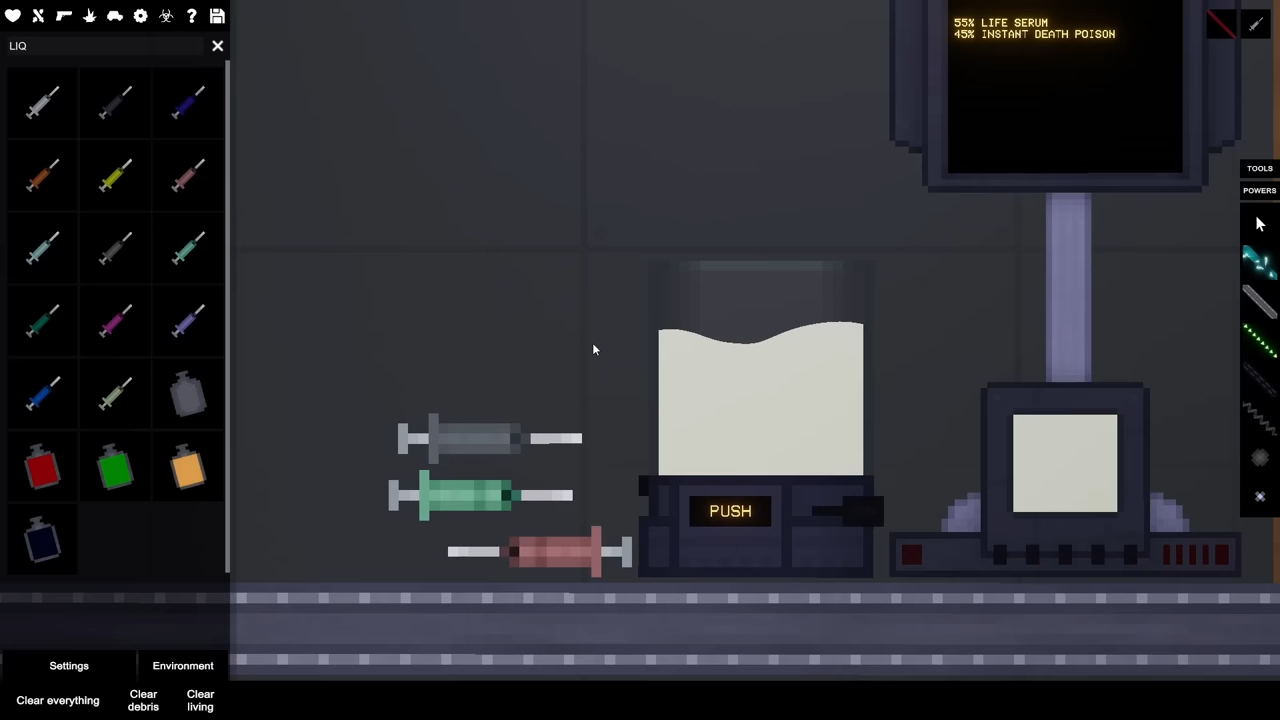 LIQ
55% LIFE SERUM
45% INSTANT DEATH POISON
TOOLS
POWERS
PUSH
Settings
Environment
Clear everything
Clear
debris
Clear
living